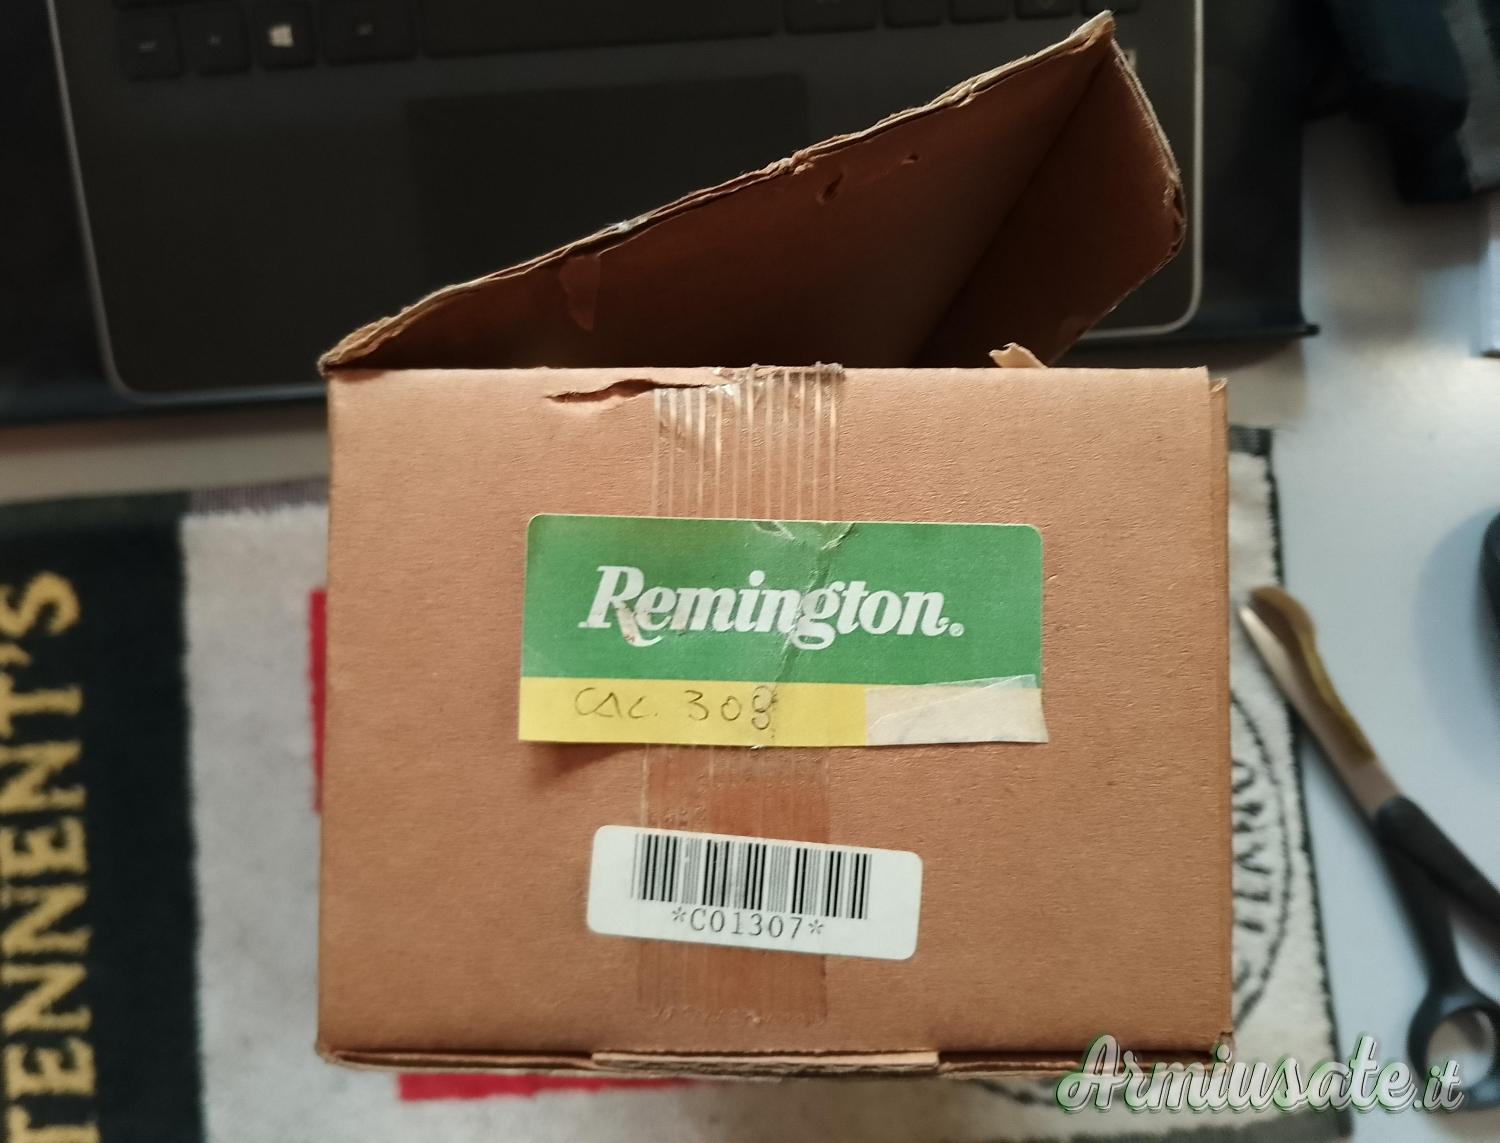 Remington®
CAL. 308
*C01307*
TENNENT'S
Armiusate.it